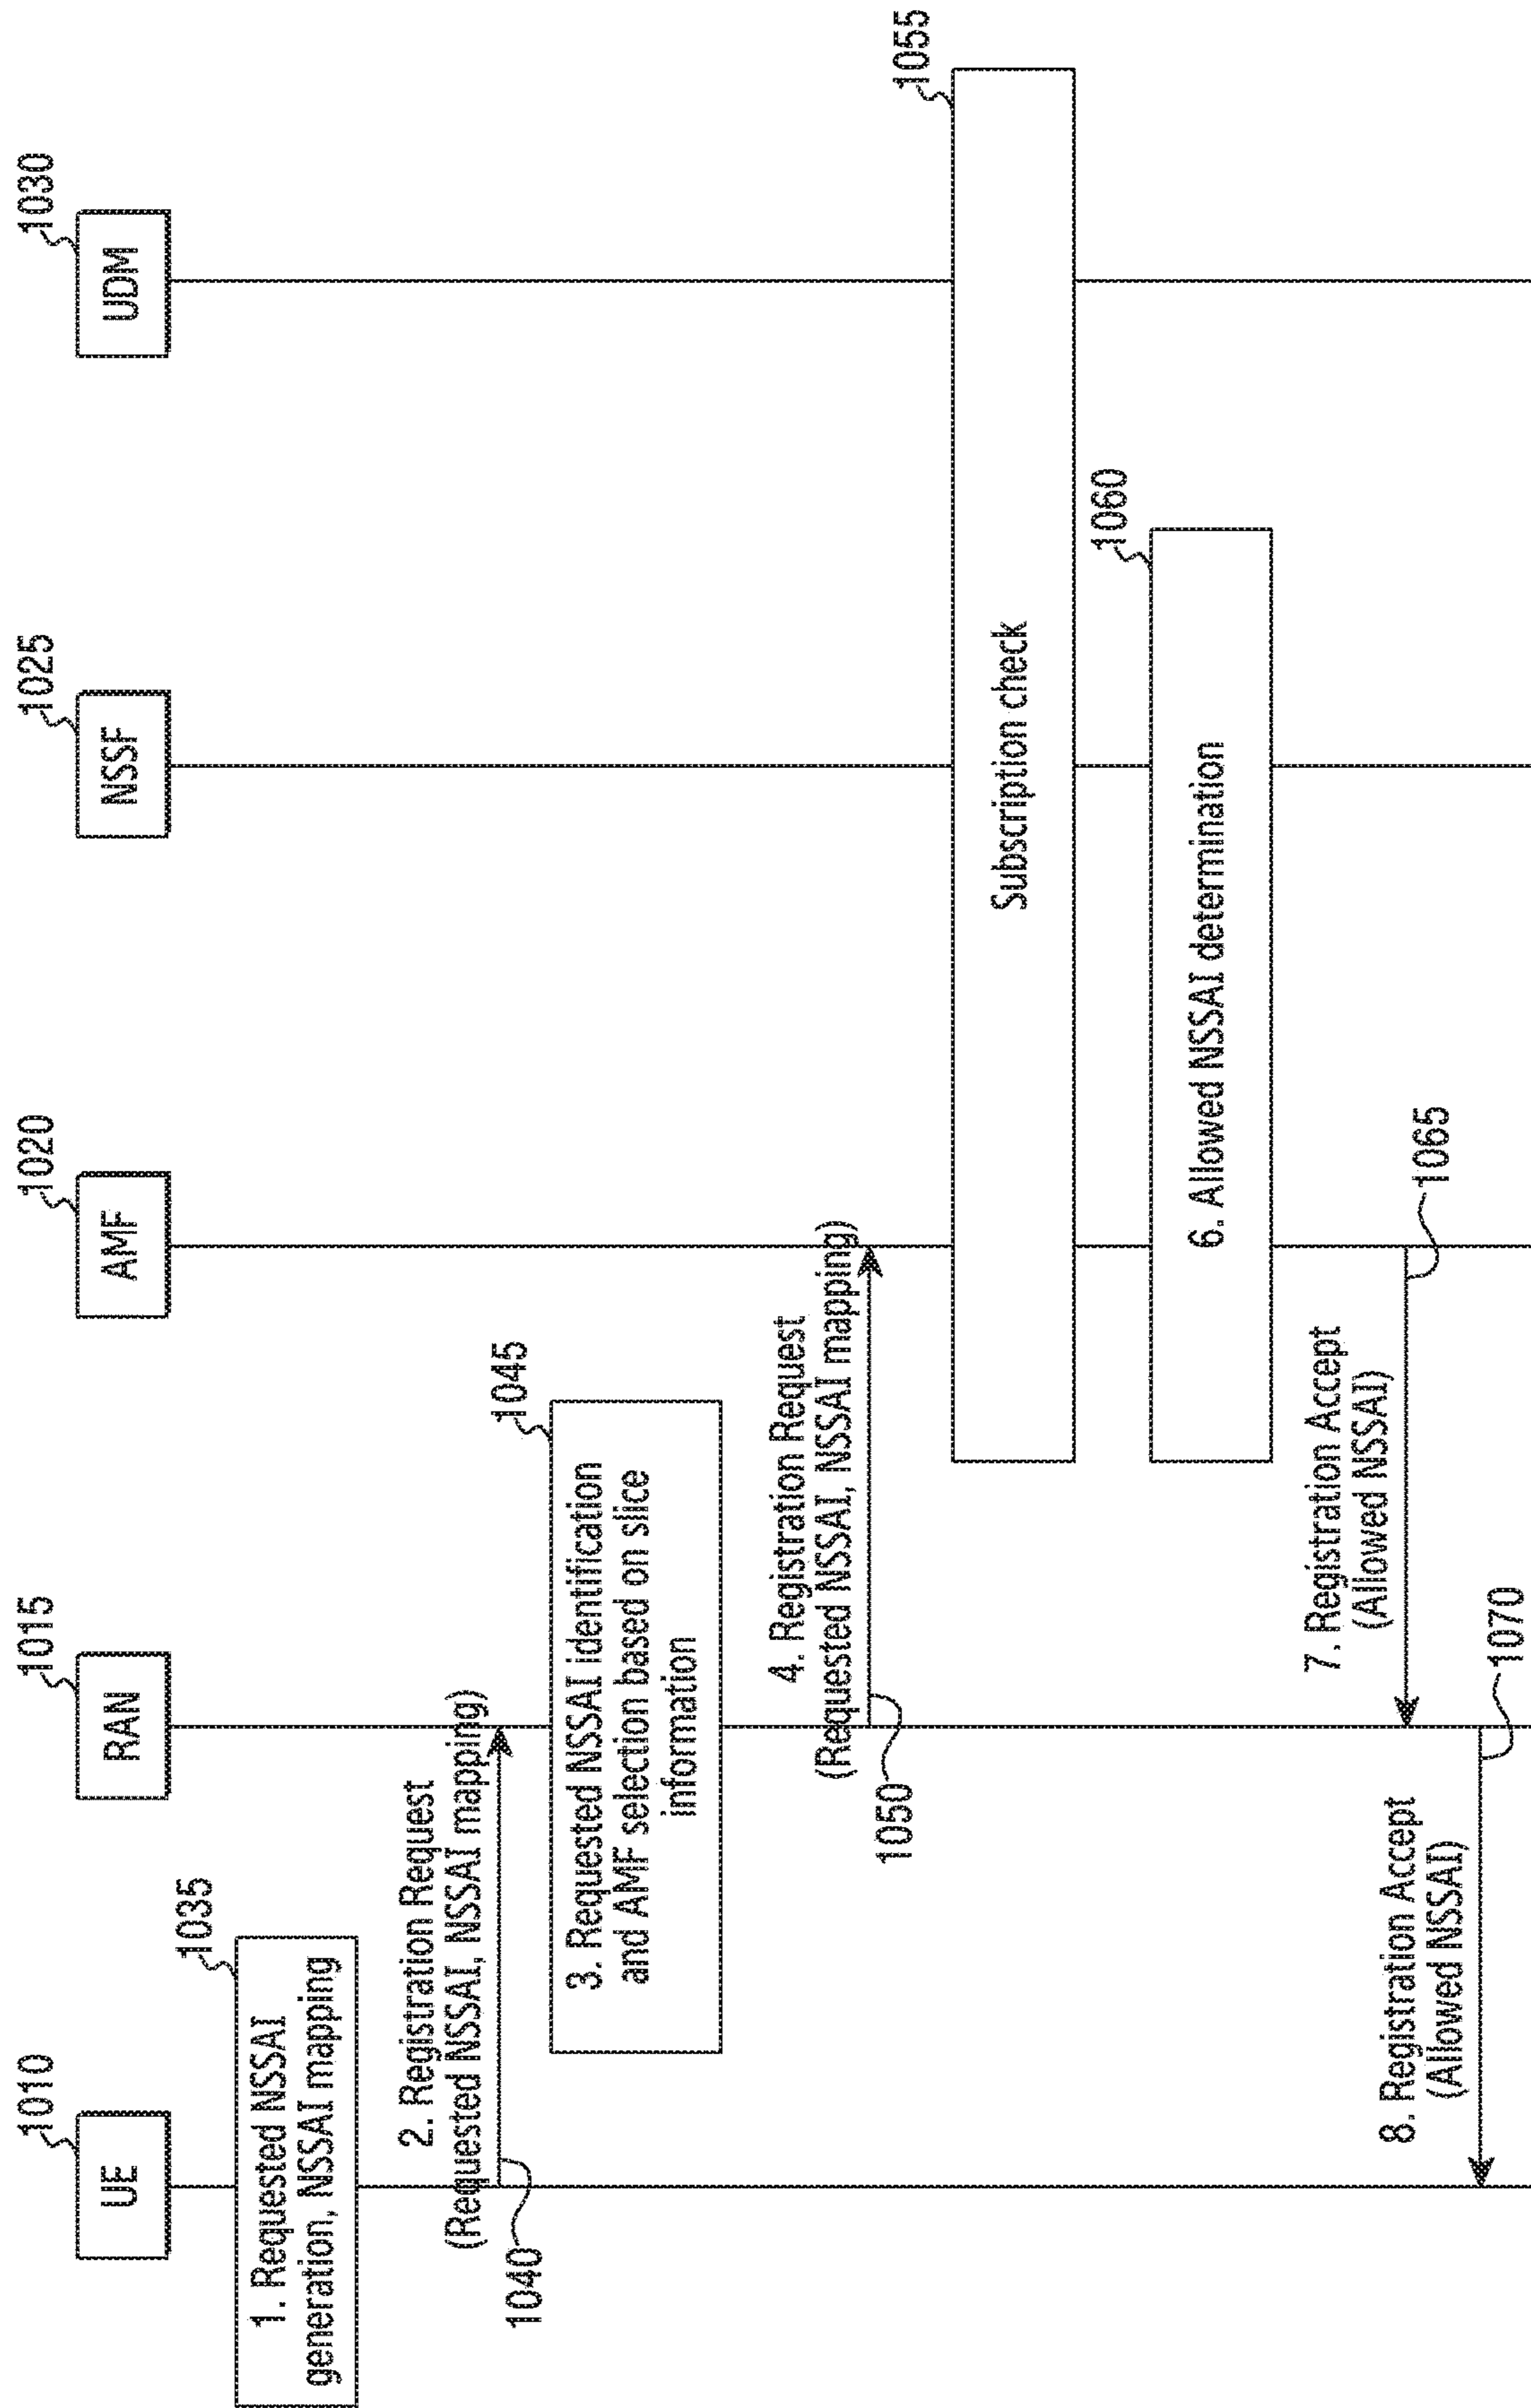 1010
UE
1015
RAN
1020
AMF
1025
NSSF
1030
UDM
1035
1. Requested NSSAI
generation, NSSAI mapping
2. Registration Request
(Requested NSSAI, NSSAI mapping)
1040
1045
3. Requested NSSAI identification
and AMF selection based on slice
information
4. Registration Request
(Requested NSSAI, NSSAI mapping)
1050
1055
Subscription check
1060
6. Allowed NSSAI determination
7. Registration Accept
(Allowed NSSAI)
1065
8. Registration Accept
(Allowed NSSAI)
1070